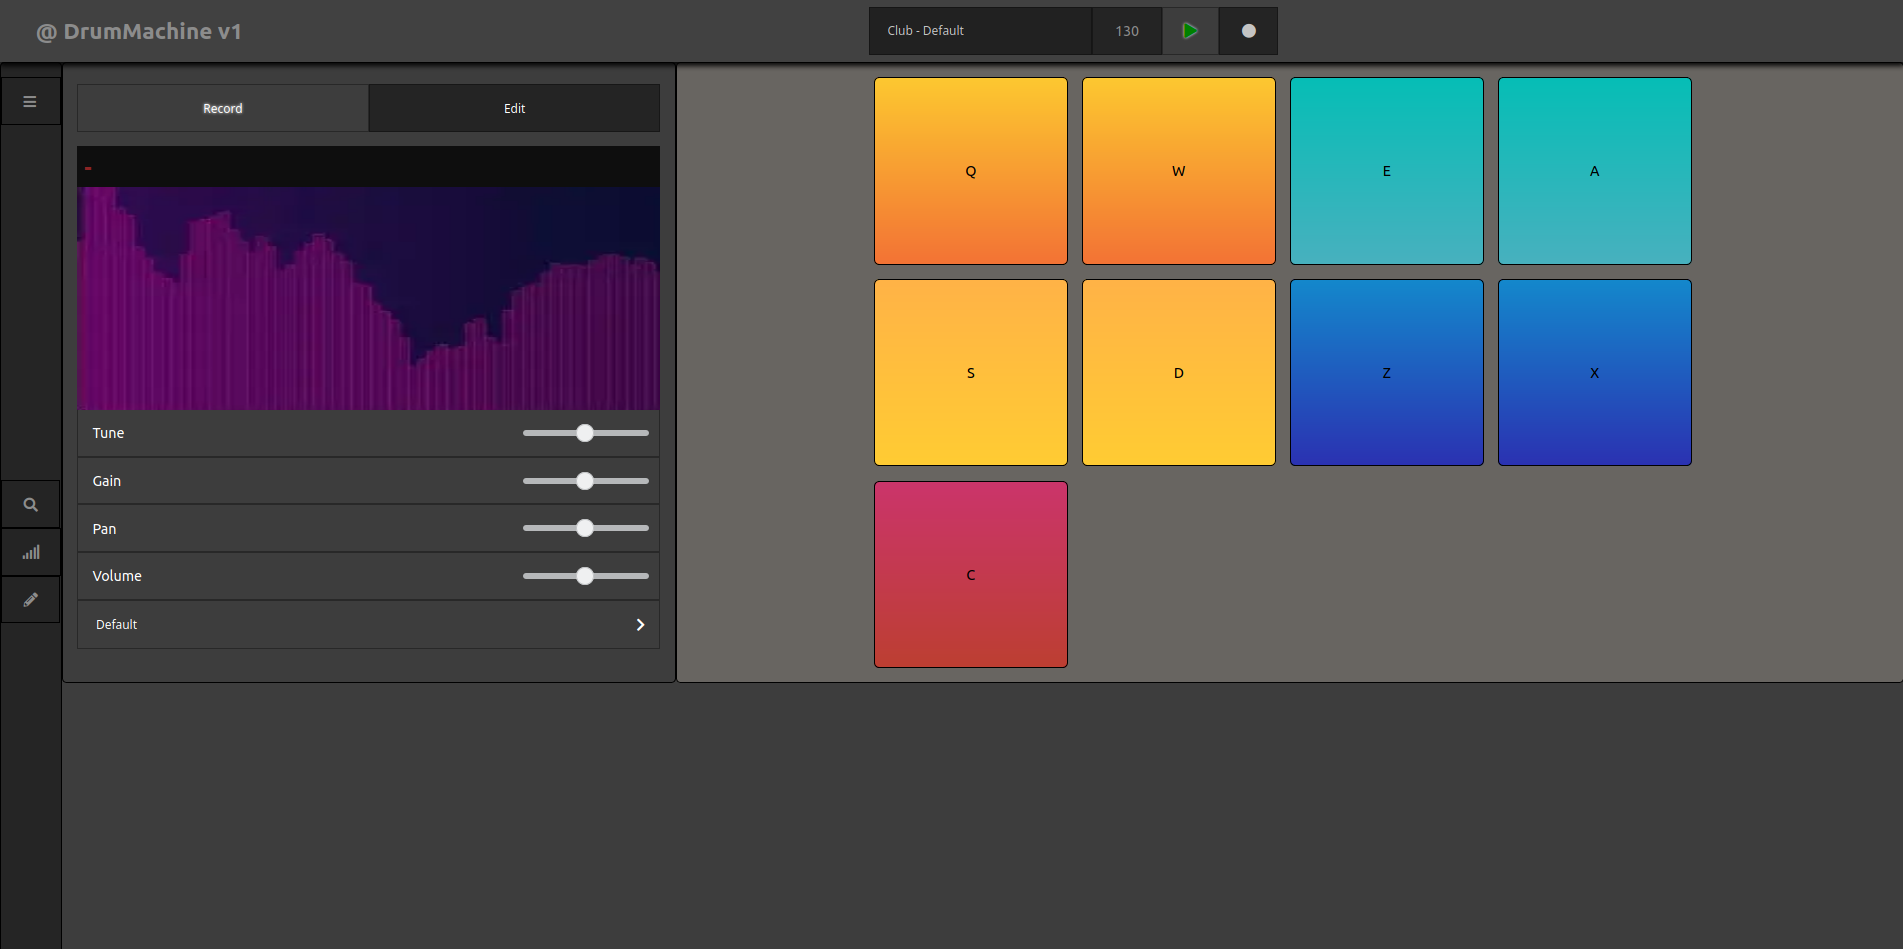 @ DrumMachine v1
Club - Default
130
Record
Edit
-
Tune
Gain
Pan
Volume
Default
Q
W
E
A
S
D
Z
X
C